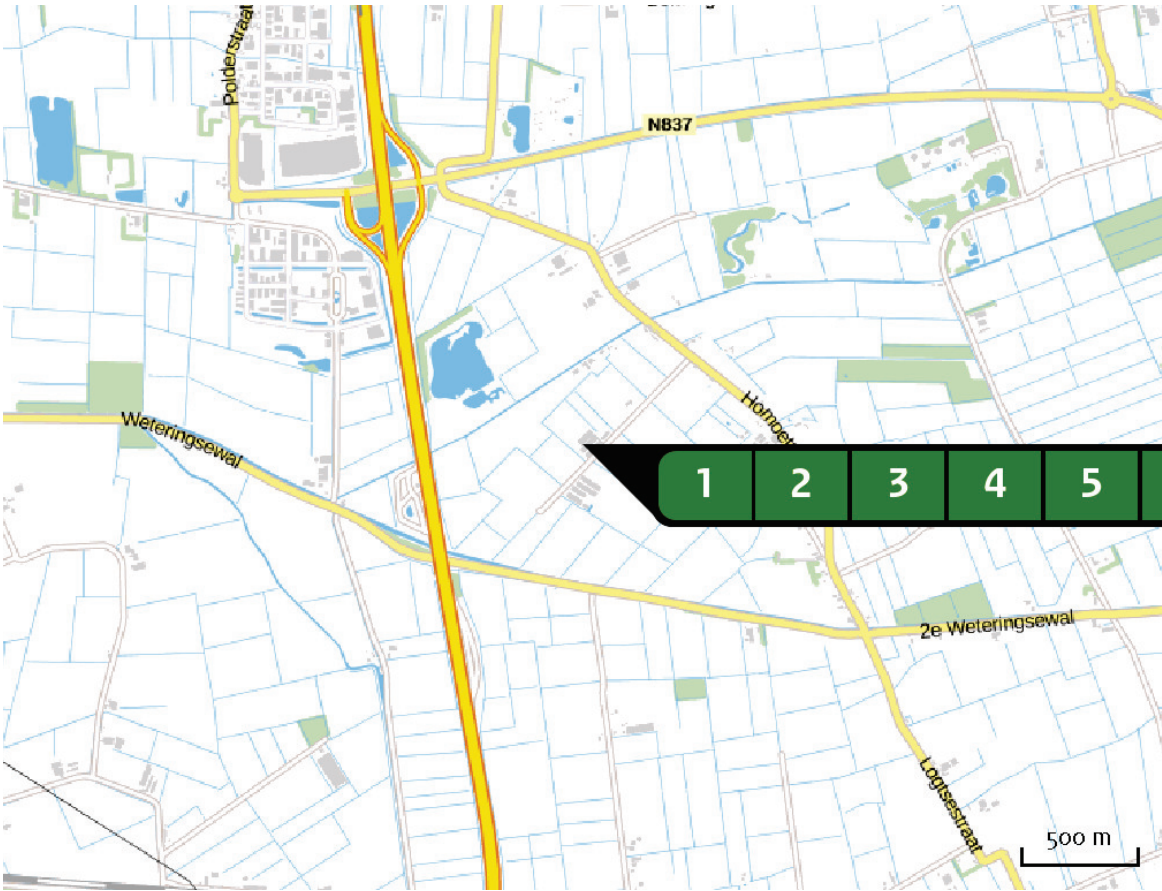 Polderstraat
N837
Weteringsewal
1 2 3 4 5
2e Weteringsewal
Logtsestraat
500 m